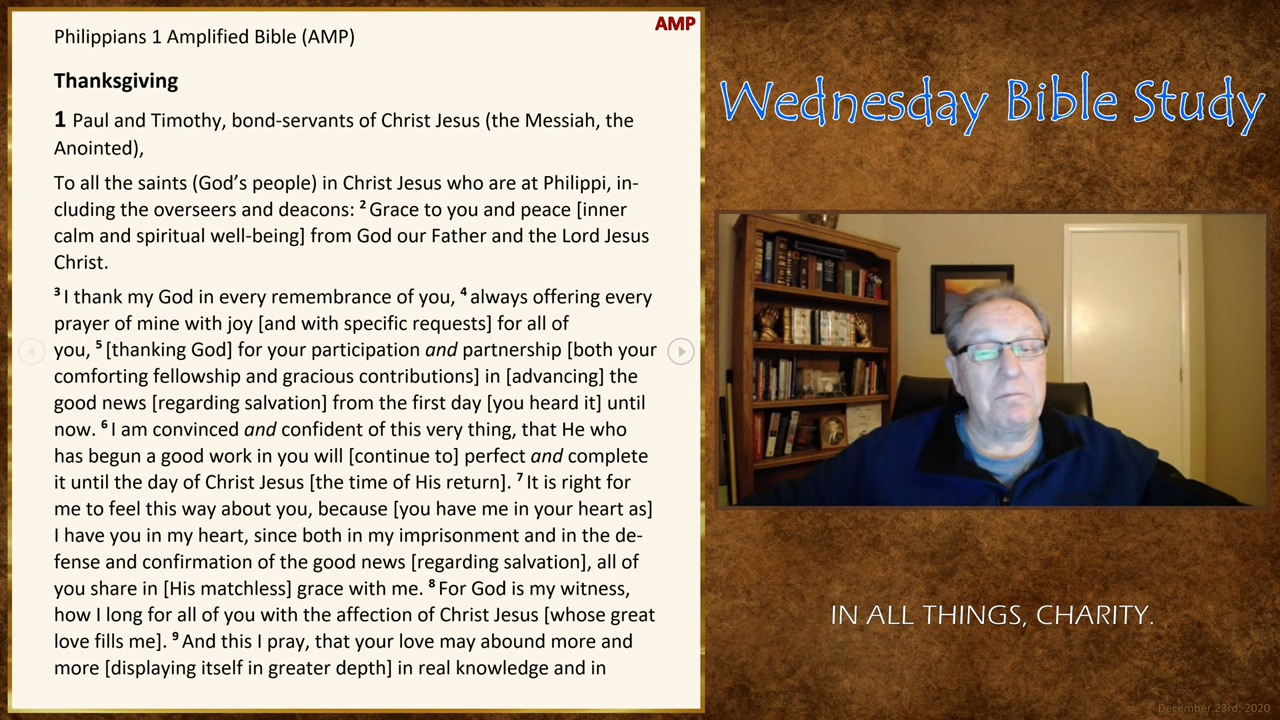 AMP
Philippians 1 Amplified Bible (AMP)
Thanksgiving
1 Paul and Timothy, bond-servants of Christ Jesus (the Messiah, the
Anointed),
To all the saints (God’s people) in Christ Jesus who are at Philippi, in-
cluding the overseers and deacons: 2 Grace to you and peace [inner
calm and spiritual well-being] from God our Father and the Lord Jesus
Christ.
3 I thank my God in every remembrance of you, 4 always offering every
prayer of mine with joy [and with specific requests] for all of
you, 5 [thanking God] for your participation and partnership [both your
comforting fellowship and gracious contributions] in [advancing] the
good news [regarding salvation] from the first day [you heard it] until
now. 6 I am convinced and confident of this very thing, that He who
has begun a good work in you will [continue to] perfect and complete
it until the day of Christ Jesus [the time of His return]. 7 It is right for
me to feel this way about you, because [you have me in your heart as]
I have you in my heart, since both in my imprisonment and in the de-
fense and confirmation of the good news [regarding salvation], all of
you share in [His matchless] grace with me. 8 For God is my witness,
how I long for all of you with the affection of Christ Jesus [whose great
love fills me]. 9 And this I pray, that your love may abound more and
more [displaying itself in greater depth] in real knowledge and in
Wednesday Bible Study
IN ALL THINGS, CHARITY.
December 23rd, 2020